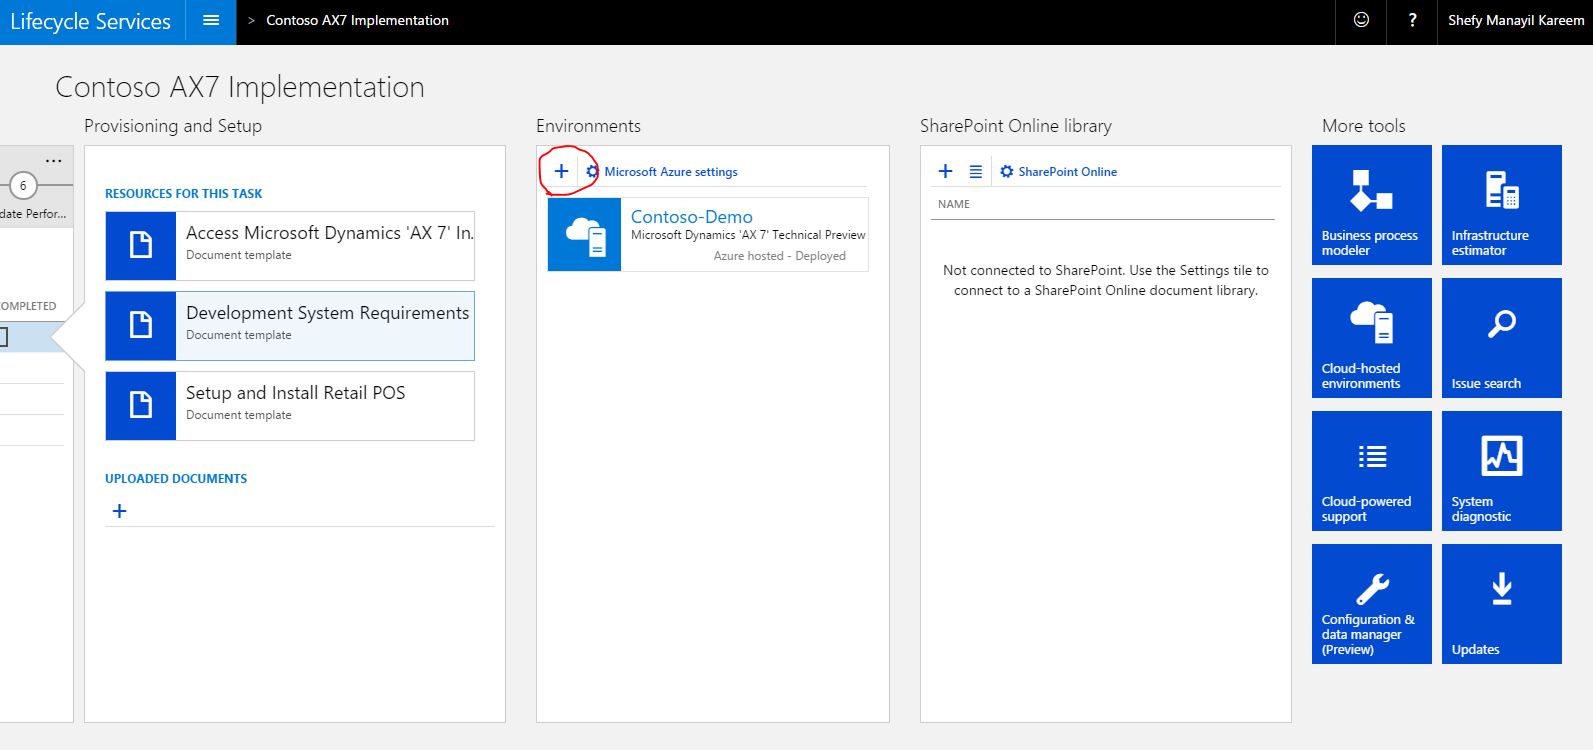 Lifecycle Services
> Contoso AX7 Implementation
?
Shefy Manayil Kareem
Contoso AX7 Implementation
...
6
date Perfor...
OMPLETED
Provisioning and Setup
RESOURCES FOR THIS TASK
Access Microsoft Dynamics 'AX 7' In.
Document template
Development System Requirements
Document template
Setup and Install Retail POS
Document template
UPLOADED DOCUMENTS
+
Environments
+
Microsoft Azure settings
Contoso-Demo
Microsoft Dynamics 'AX 7' Technical Preview
Azure hosted - Deployed
SharePoint Online library
+
SharePoint Online
NAME
Not connected to SharePoint. Use the Settings tile to
connect to a SharePoint Online document library.
More tools
Business process
modeler
Infrastructure
estimator
Cloud-hosted
environments
Issue search
Cloud-powered
support
System
diagnostic
Configuration &
data manager
(Preview)
Updates